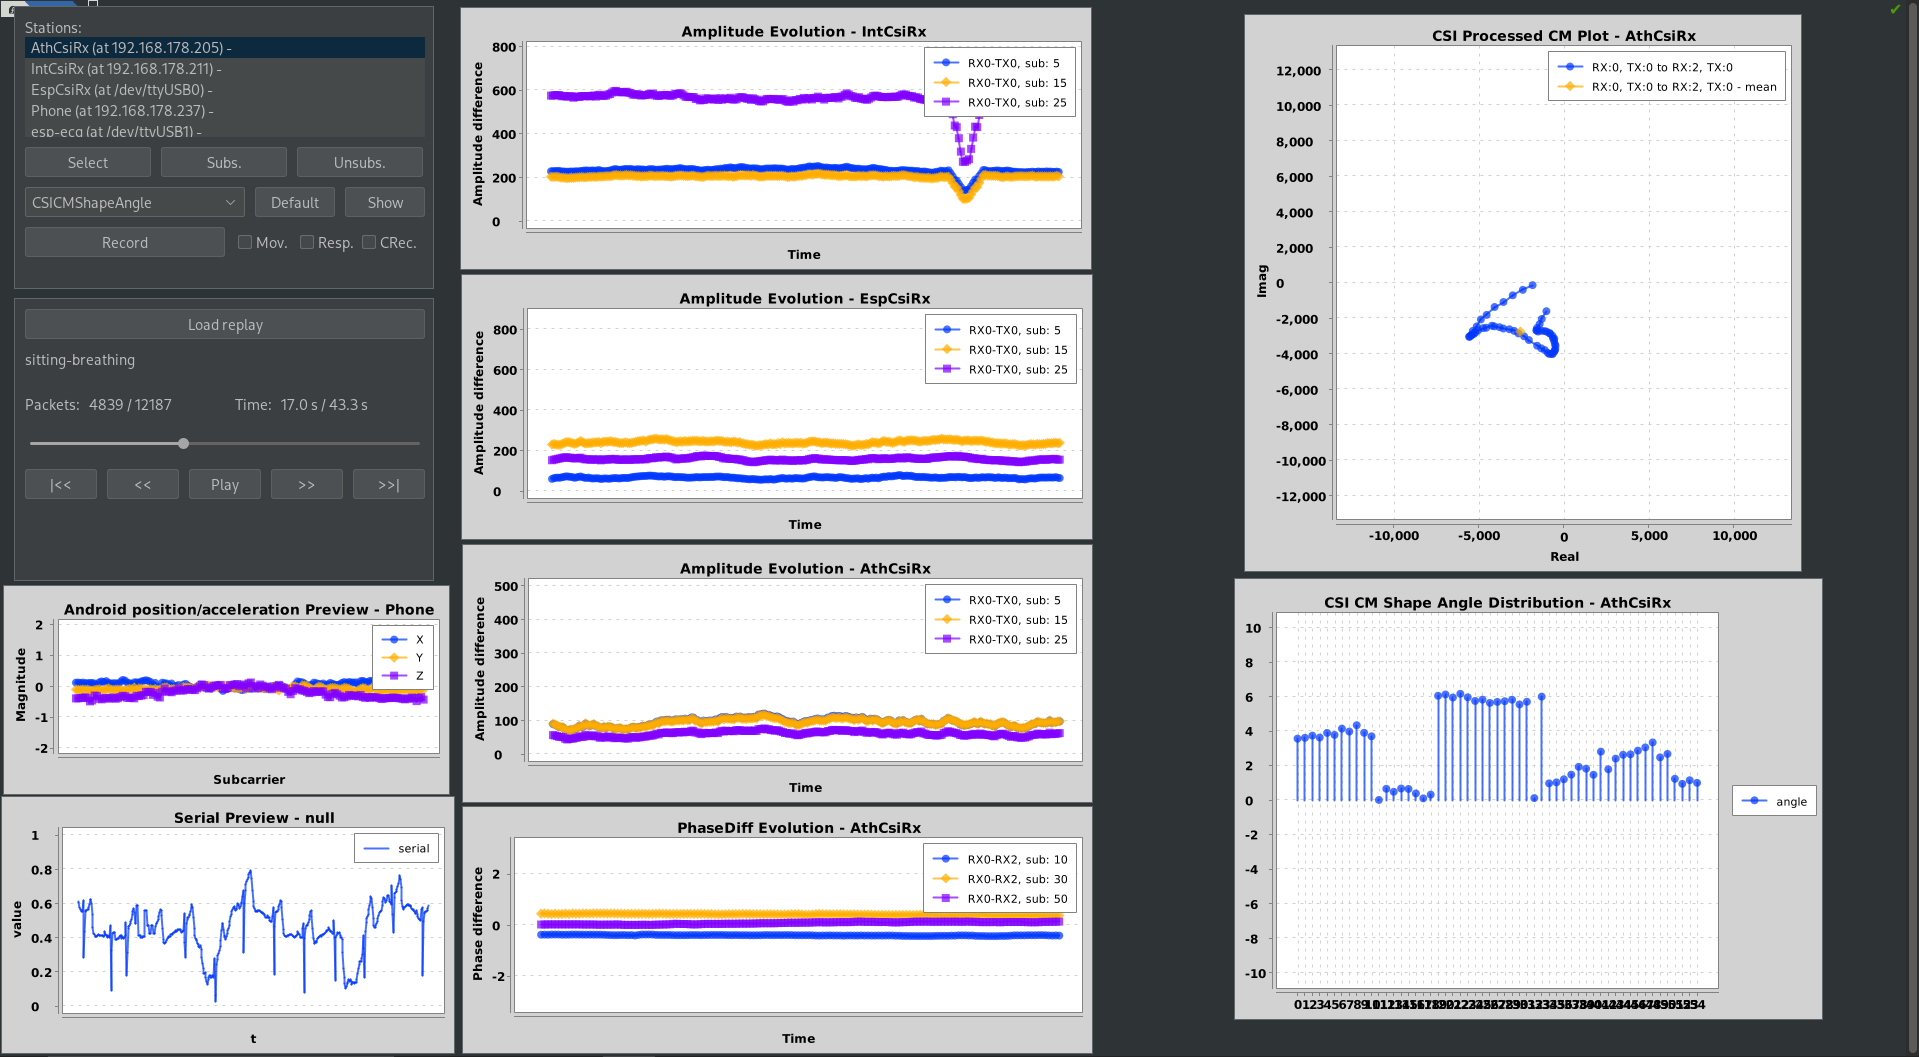 Stations:
AthCsiRx (at 192.168.178.205) -
IntCsiRx (at 192.168.178.211) -
EspCsiRx (at /dev/ttyUSB0) -
Phone (at 192.168.178.237) -
esp-ecg (at /dev/ttyUSB1) -
Select Subs. Unsubs.
CSICMShapeAngle Default Show
Record Mov. Resp. CRec.
Load replay
sitting-breathing
Packets: 4839 / 12187 Time: 17.0 s / 43.3 s
|<< << Play >> >>|
Android position/acceleration Preview - Phone
Magnitude
2
1
0
-1
-2
X
Y
Z
Subcarrier
Serial Preview - null
value
1
0.8
0.6
0.4
0.2
0
serial
t
Amplitude Evolution - IntCsiRx
Amplitude difference
800
600
400
200
0
RX0-TX0, sub: 5
RX0-TX0, sub: 15
RX0-TX0, sub: 25
Time
Amplitude Evolution - EspCsiRx
Amplitude difference
800
600
400
200
0
RX0-TX0, sub: 5
RX0-TX0, sub: 15
RX0-TX0, sub: 25
Time
Amplitude Evolution - AthCsiRx
Amplitude difference
500
400
300
200
100
0
RX0-TX0, sub: 5
RX0-TX0, sub: 15
RX0-TX0, sub: 25
Time
PhaseDiff Evolution - AthCsiRx
Phase difference
2
0
-2
RX0-RX2, sub: 10
RX0-RX2, sub: 30
RX0-RX2, sub: 50
Time
CSI Processed CM Plot - AthCsiRx
Imag
12,000
10,000
8,000
6,000
4,000
2,000
0
-2,000
-4,000
-6,000
-8,000
-10,000
-12,000
RX:0, TX:0 to RX:2, TX:0
RX:0, TX:0 to RX:2, TX:0 - mean
-10,000 -5,000 0 5,000 10,000
Real
CSI CM Shape Angle Distribution - AthCsiRx
10
8
6
4
2
0
-2
-4
-6
-8
-10
angle